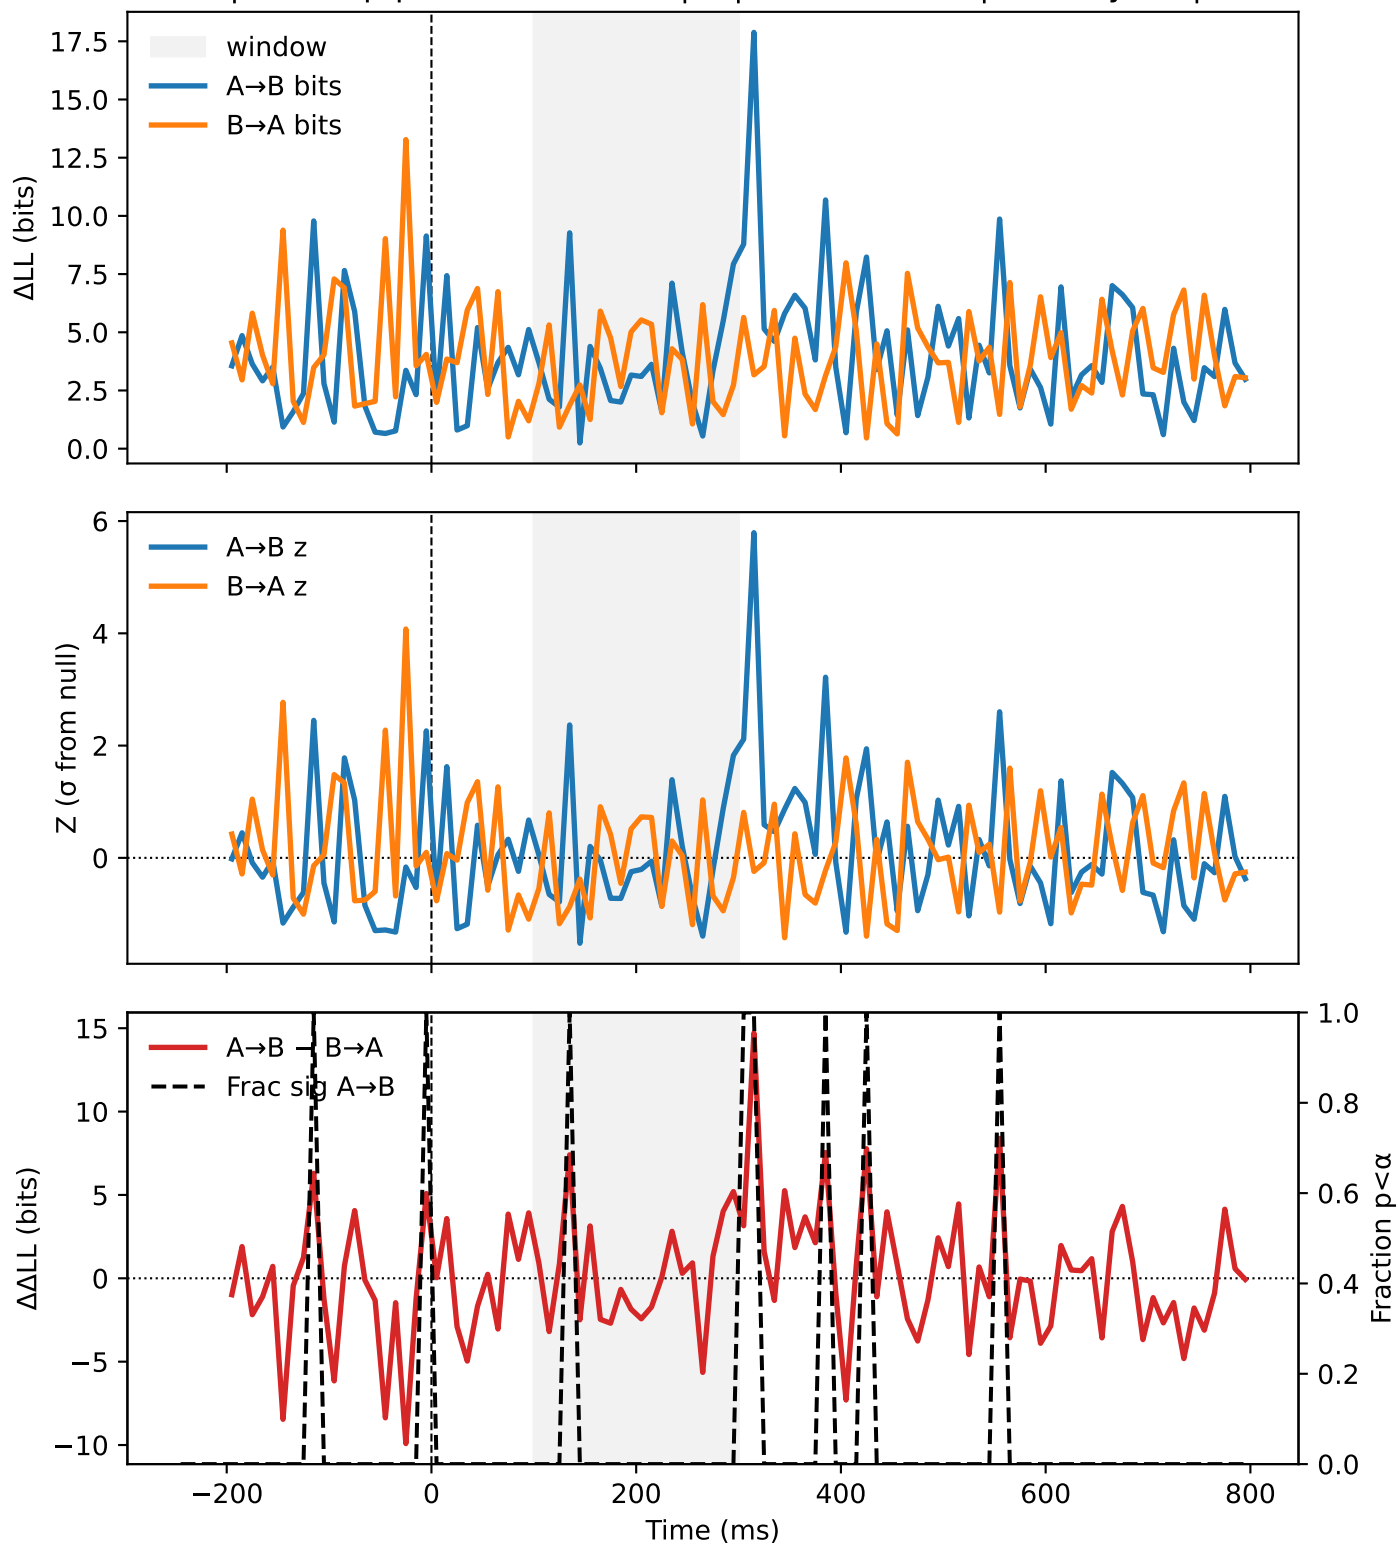 17.5
15.0
12.5
10.0
7.5
5.0
2.5
0.0
ΔLL (bits)
window
A→B bits
B→A bits
6
4
2
0
Z (σ from null)
A→B z
B→A z
15
10
5
0
−5
−10
ΔΔLL (bits)
A→B − B→A
Frac sig A→B
1.0
0.8
0.6
0.4
0.2
0.0
Fraction p<α
−200
0
200
400
600
800
Time (ms)